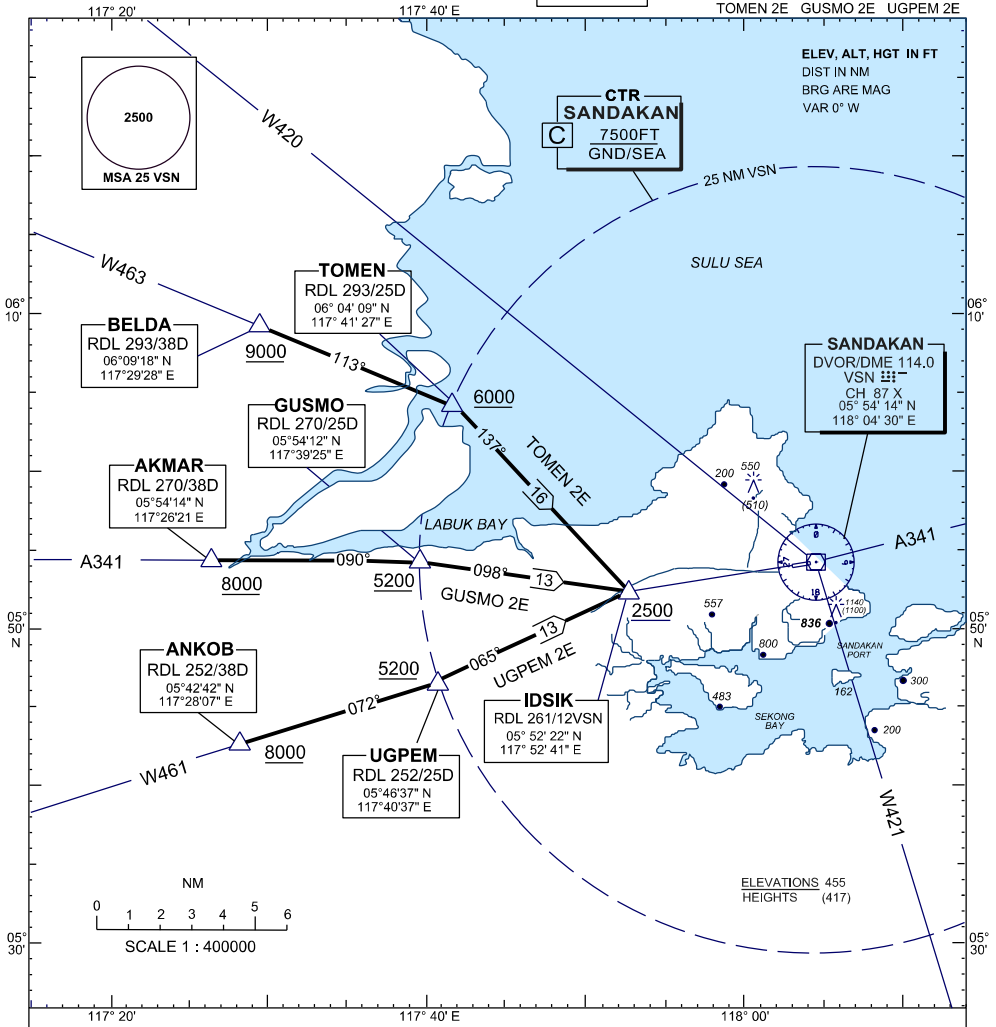 TOMEN 2E GUSMO 2E UGPEM 2E
117° 20'
117° 40' E
ELEV, ALT, HGT IN FT
DIST IN NM
BRG ARE MAG
VAR 0° W
2500
MSA 25 VSN
W420
CTR
SANDAKAN
C
7500FT
GND/SEA
25 NM VSN
SULU SEA
W463
TOMEN
RDL 293/25D
06° 04' 09" N
117° 41' 27" E
06°
10'
06°
10'
BELDA
RDL 293/38D
06°09'18" N
117°29'28" E
9000
113°
6000
137°
TOMEN 2E
16
SANDAKAN
DVOR/DME 114.0
VSN
CH 87 X
05° 54' 14" N
118° 04' 30" E
GUSMO
RDL 270/25D
05°54'12" N
117°39'25" E
AKMAR
RDL 270/38D
05°54'14" N
117°26'21 E
200
550
(510)
LABUK BAY
A341
A341
8000
090°
5200
098°
13
GUSMO 2E
2500
0
9
18
27
05°
50'
N
05°
50'
N
557
836
1140
(1100)
800
SANDAKAN
PORT
162
300
200
483
SEKONG
BAY
13
065°
UGPEM 2E
5200
ANKOB
RDL 252/38D
05°42'42" N
117°28'07" E
072°
8000
W461
IDSIK
RDL 261/12VSN
05° 52' 22" N
117° 52' 41" E
UGPEM
RDL 252/25D
05°46'37" N
117°40'37" E
W421
ELEVATIONS 455
HEIGHTS (417)
NM
0 1 2 3 4 5 6
SCALE 1 : 400000
05°
30'
05°
30'
117° 20'
117° 40' E
118° 00'